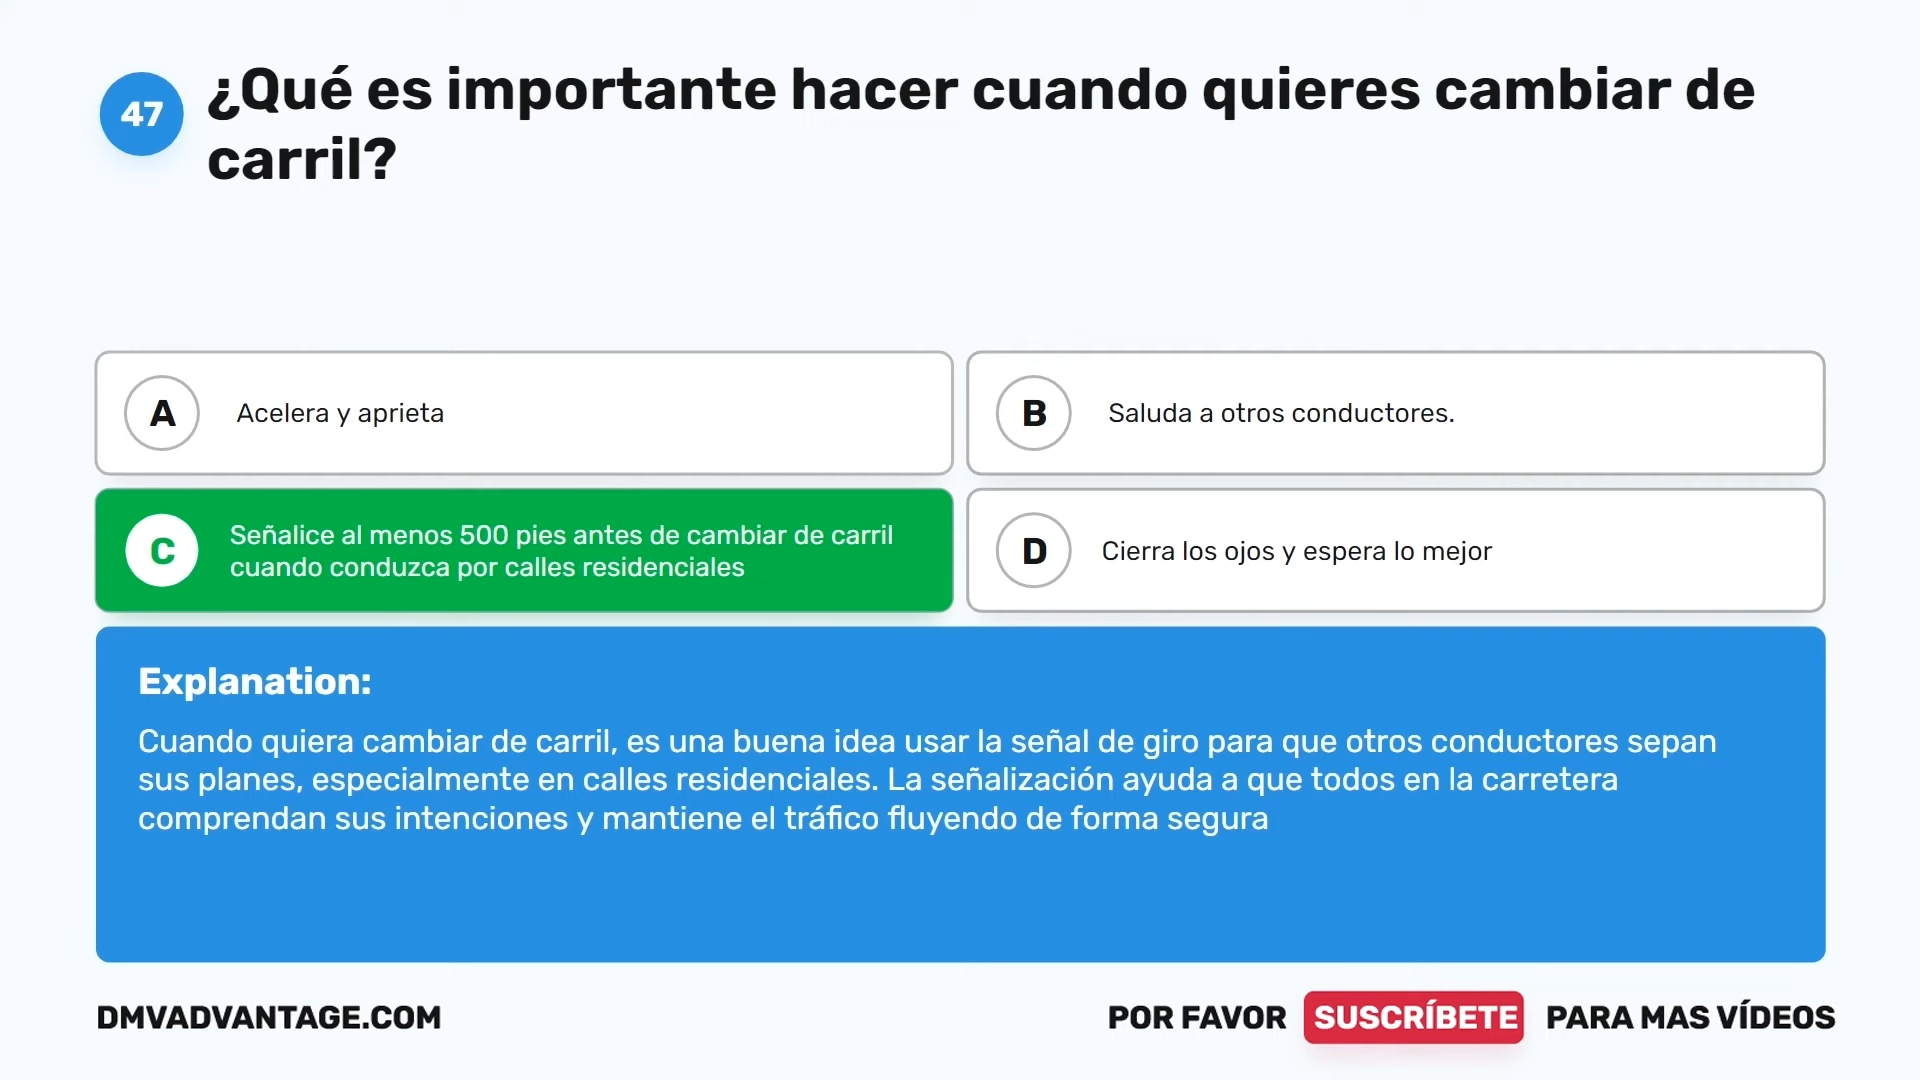 47
¿Qué es importante hacer cuando quieres cambiar de
carril?
A
Acelera y aprieta
B
Saluda a otros conductores.
C
Señalice al menos 500 pies antes de cambiar de carril
cuando conduzca por calles residenciales
D
Cierra los ojos y espera lo mejor
Explanation:
Cuando quiera cambiar de carril, es una buena idea usar la señal de giro para que otros conductores sepan
sus planes, especialmente en calles residenciales. La señalización ayuda a que todos en la carretera
comprendan sus intenciones y mantiene el tráfico fluyendo de forma segura
DMVADVANTAGE.COM
POR FAVOR SUSCRÍBETE PARA MAS VÍDEOS